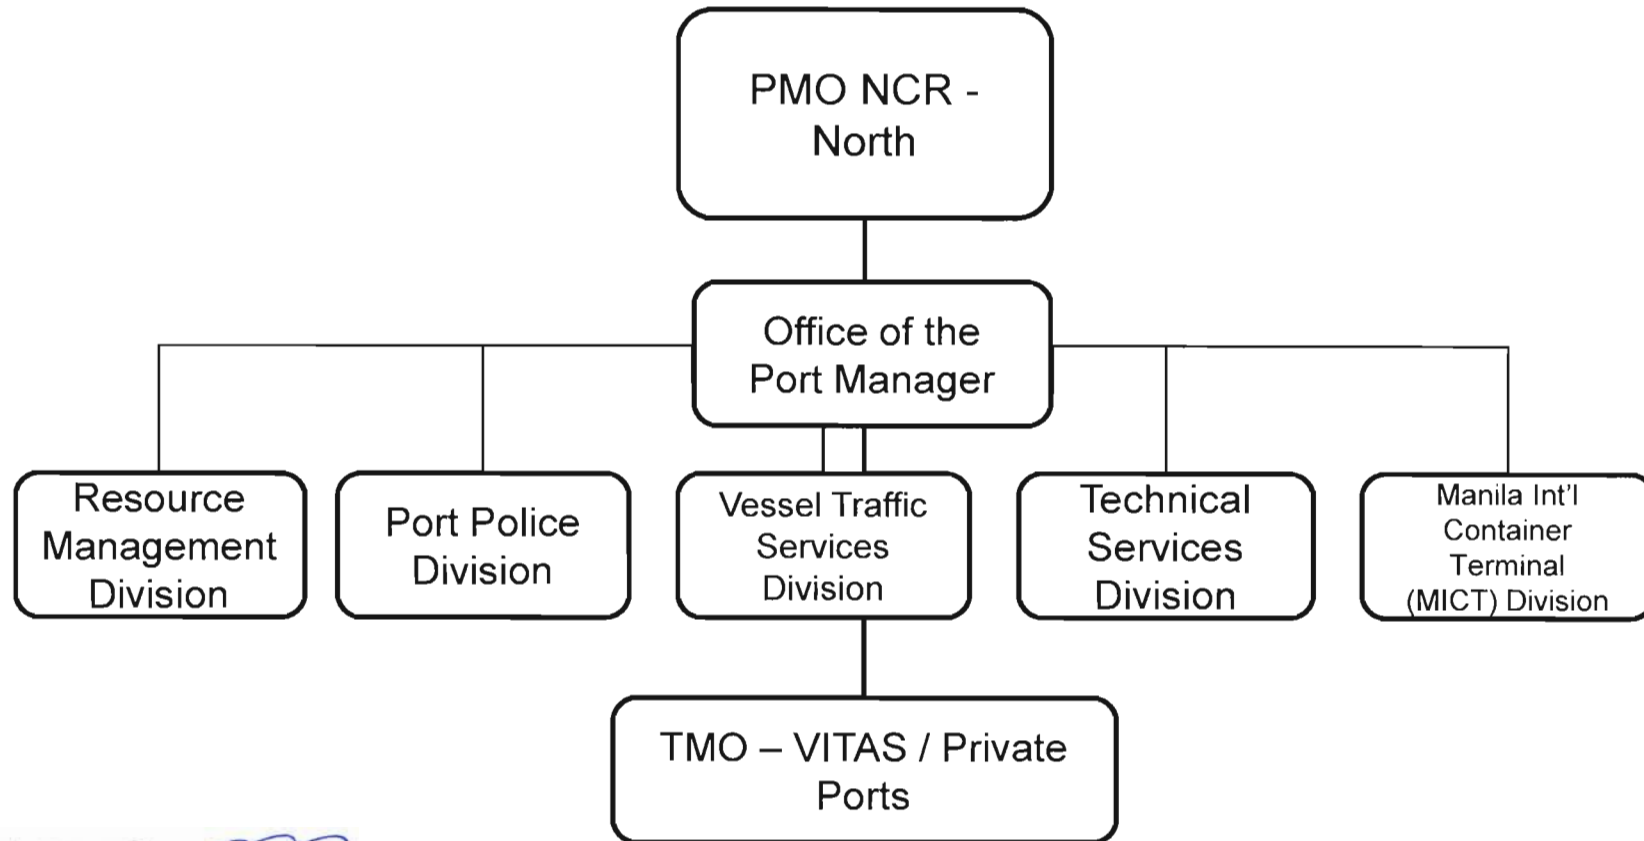 PMO NCR -
North
Office of the
Port Manager
Resource
Management
Division
Port Police
Division
Vessel Traffic
Services
Division
Technical
Services
Division
Manila Int'l
Container
Terminal
(MICT) Division
TMO – VITAS / Private
Ports